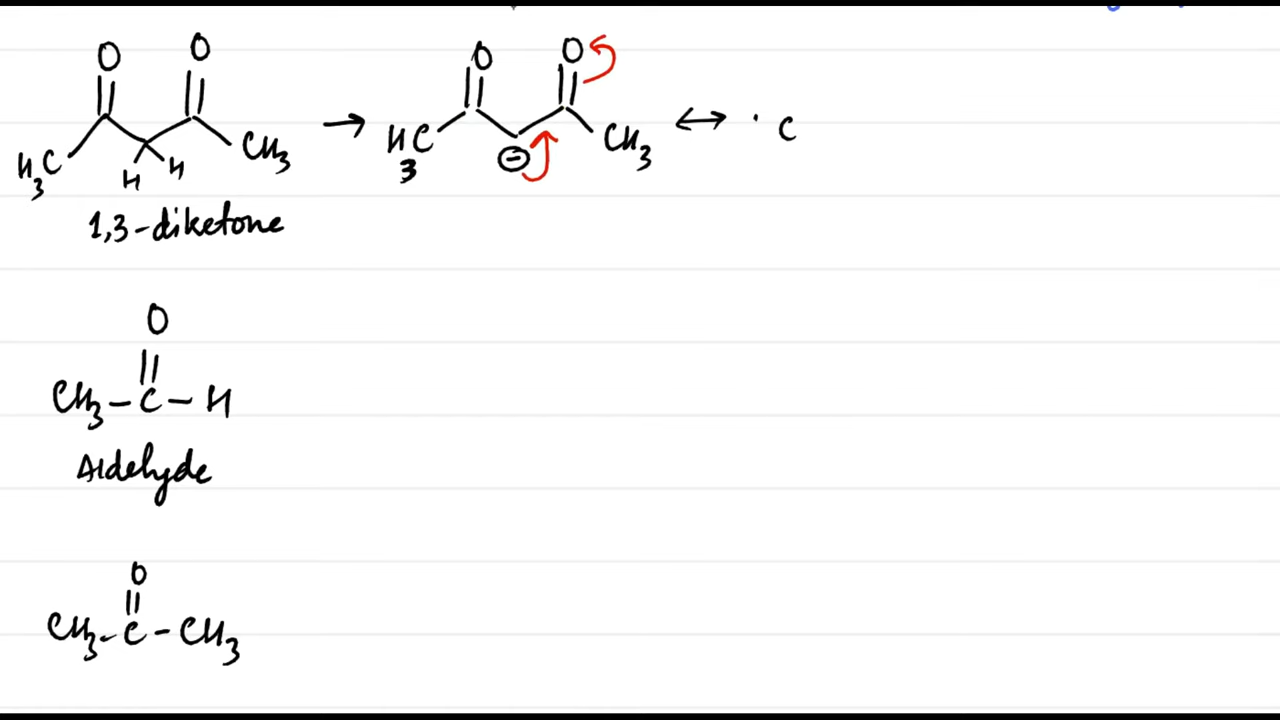 O O O O
H₃C CH₃ → H₃C ⊖ CH₃ ↔ · C
H H
1,3-diketone
O
CH₃-C-H
Aldehyde
O
CH₃-C-CH₃